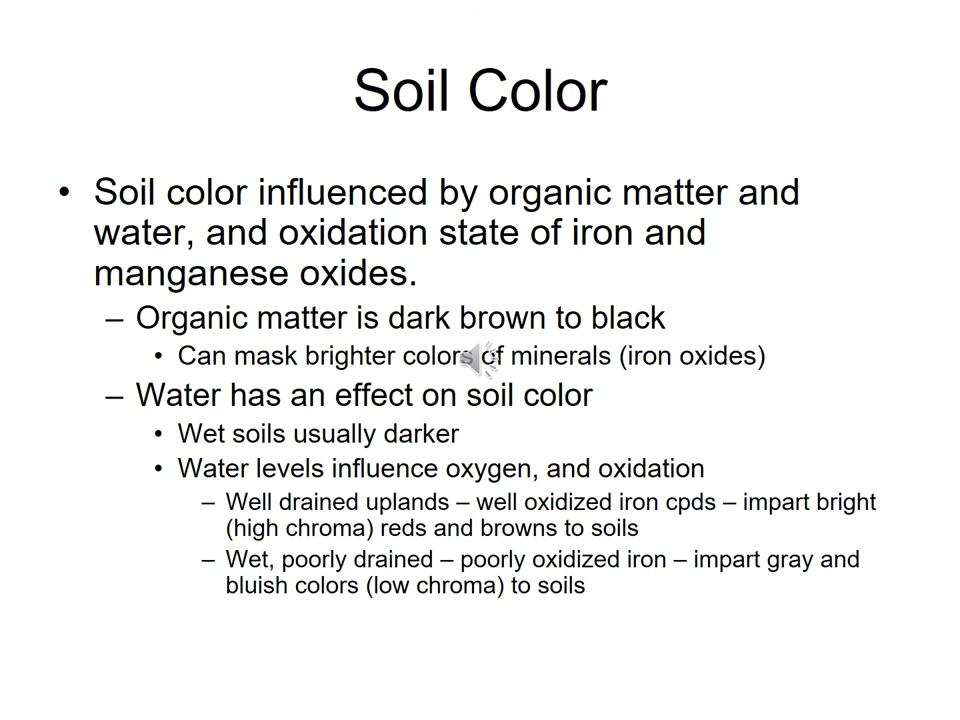 Soil Color
• Soil color influenced by organic matter and
water, and oxidation state of iron and
manganese oxides.
– Organic matter is dark brown to black
• Can mask brighter colors of minerals (iron oxides)
– Water has an effect on soil color
• Wet soils usually darker
• Water levels influence oxygen, and oxidation
– Well drained uplands – well oxidized iron cpds – impart bright
(high chroma) reds and browns to soils
– Wet, poorly drained – poorly oxidized iron – impart gray and
bluish colors (low chroma) to soils